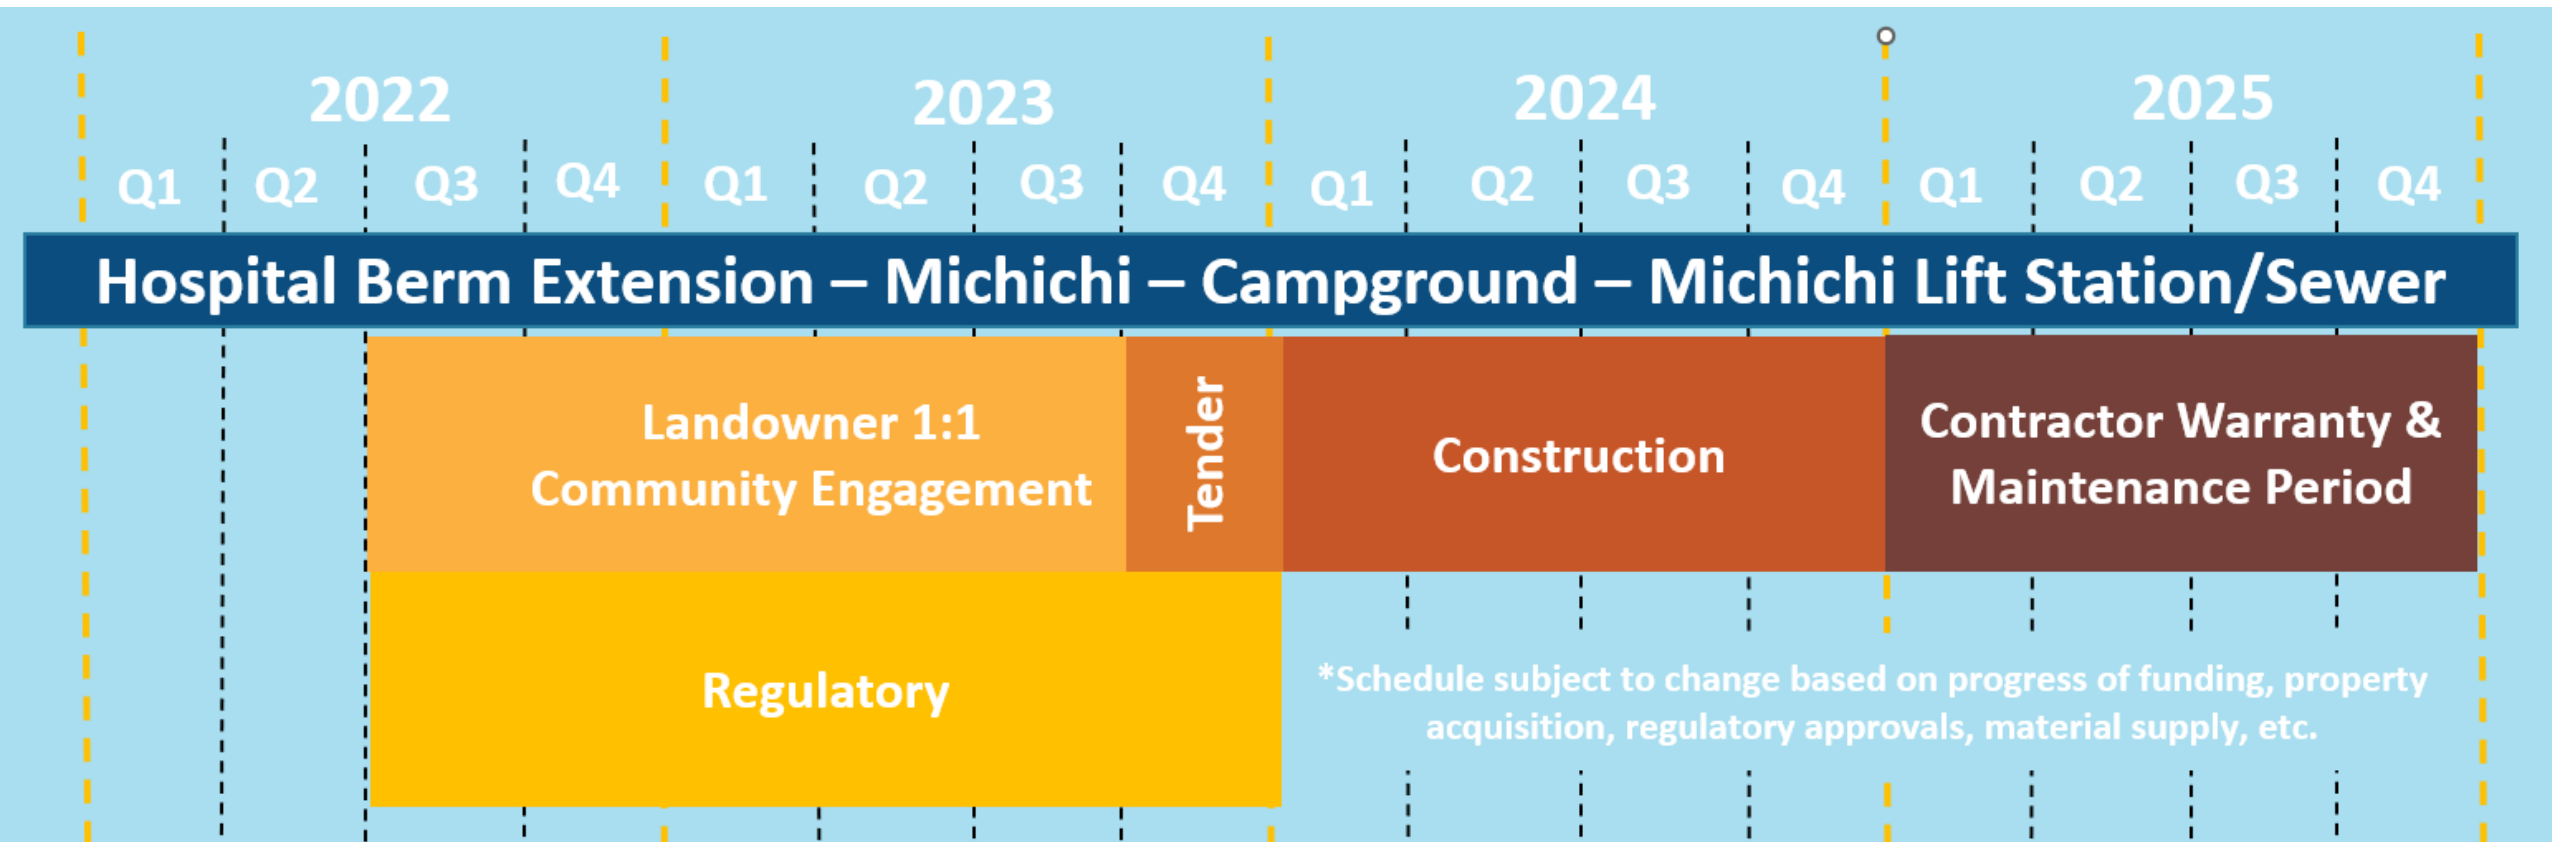 2022 2023 2024 2025
Q1 Q2 Q3 Q4 Q1 Q2 Q3 Q4 Q1 Q2 Q3 Q4 Q1 Q2 Q3 Q4
Hospital Berm Extension – Michichi – Campground – Michichi Lift Station/Sewer
Landowner 1:1
Community Engagement
Tender
Construction
Contractor Warranty &
Maintenance Period
Regulatory
*Schedule subject to change based on progress of funding, property
acquisition, regulatory approvals, material supply, etc.